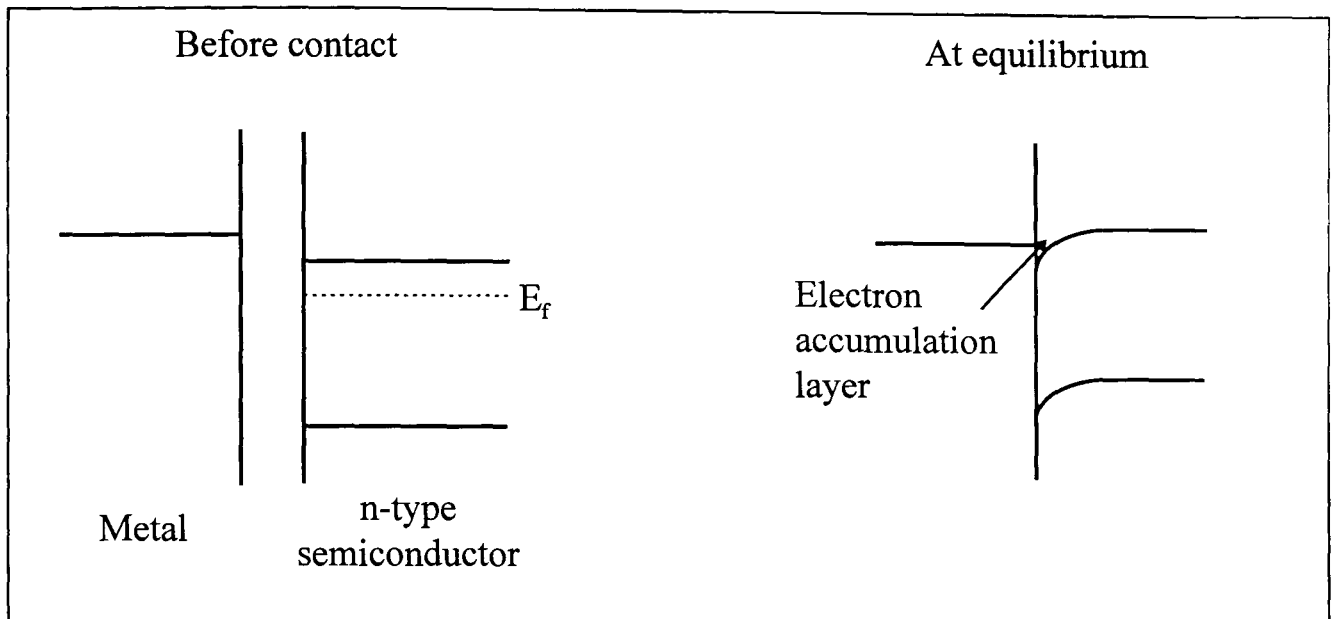 Before contact
At equilibrium
E_f
Electron
accumulation
layer
Metal
n-type
semiconductor